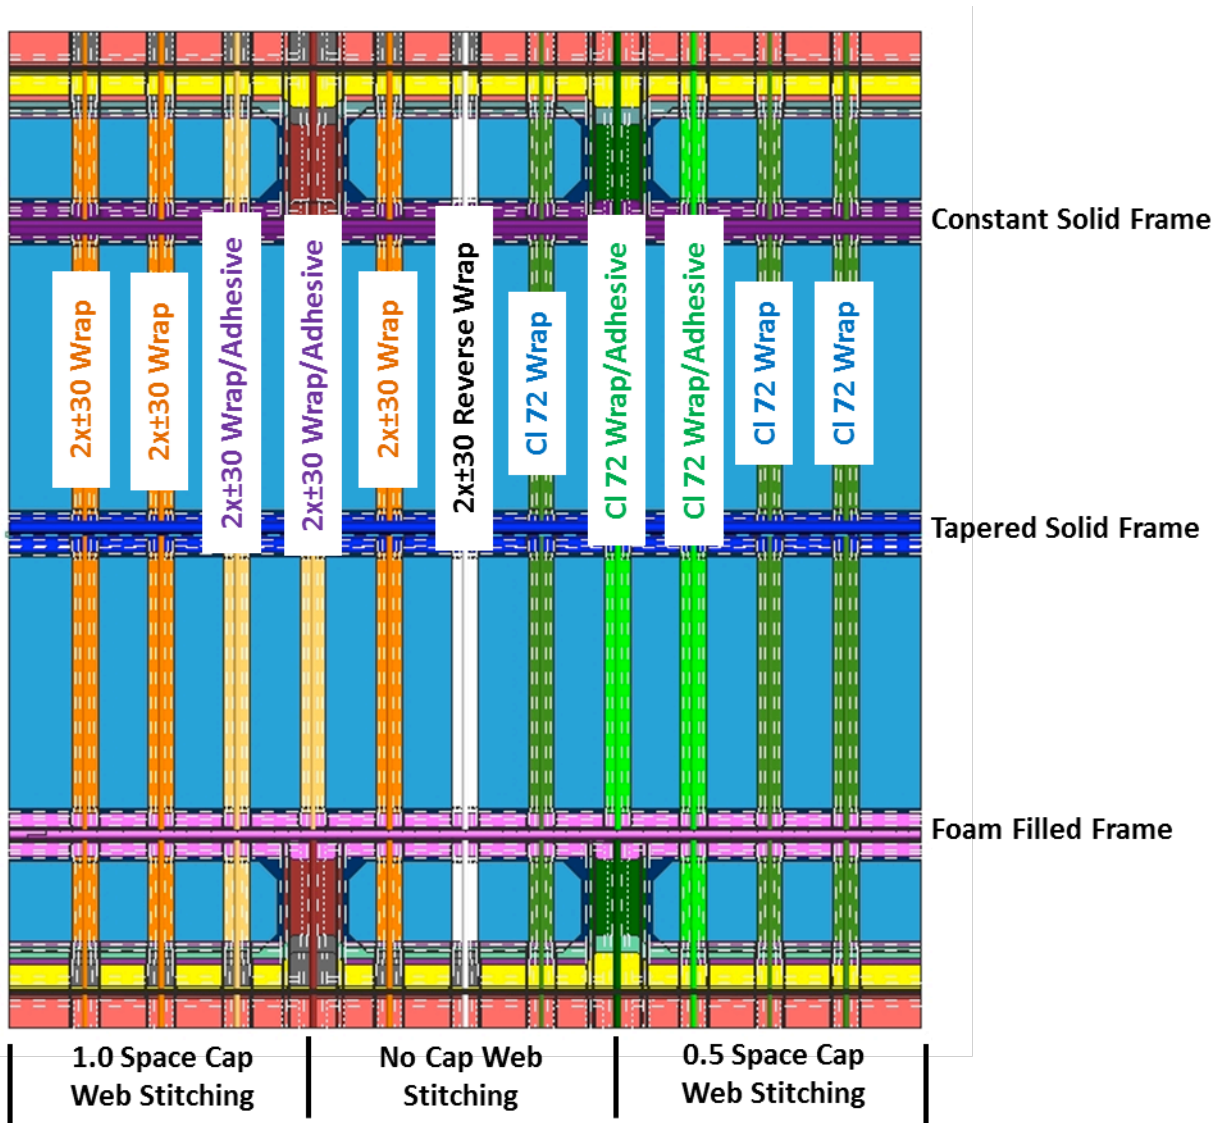 Constant Solid Frame
2x±30 Wrap
2x±30 Wrap
2x±30 Wrap/Adhesive
2x±30 Wrap/Adhesive
2x±30 Wrap
2x±30 Reverse Wrap
Cl 72 Wrap
Cl 72 Wrap/Adhesive
Cl 72 Wrap/Adhesive
Cl 72 Wrap
Cl 72 Wrap
Tapered Solid Frame
Foam Filled Frame
1.0 Space Cap
Web Stitching
No Cap Web
Stitching
0.5 Space Cap
Web Stitching